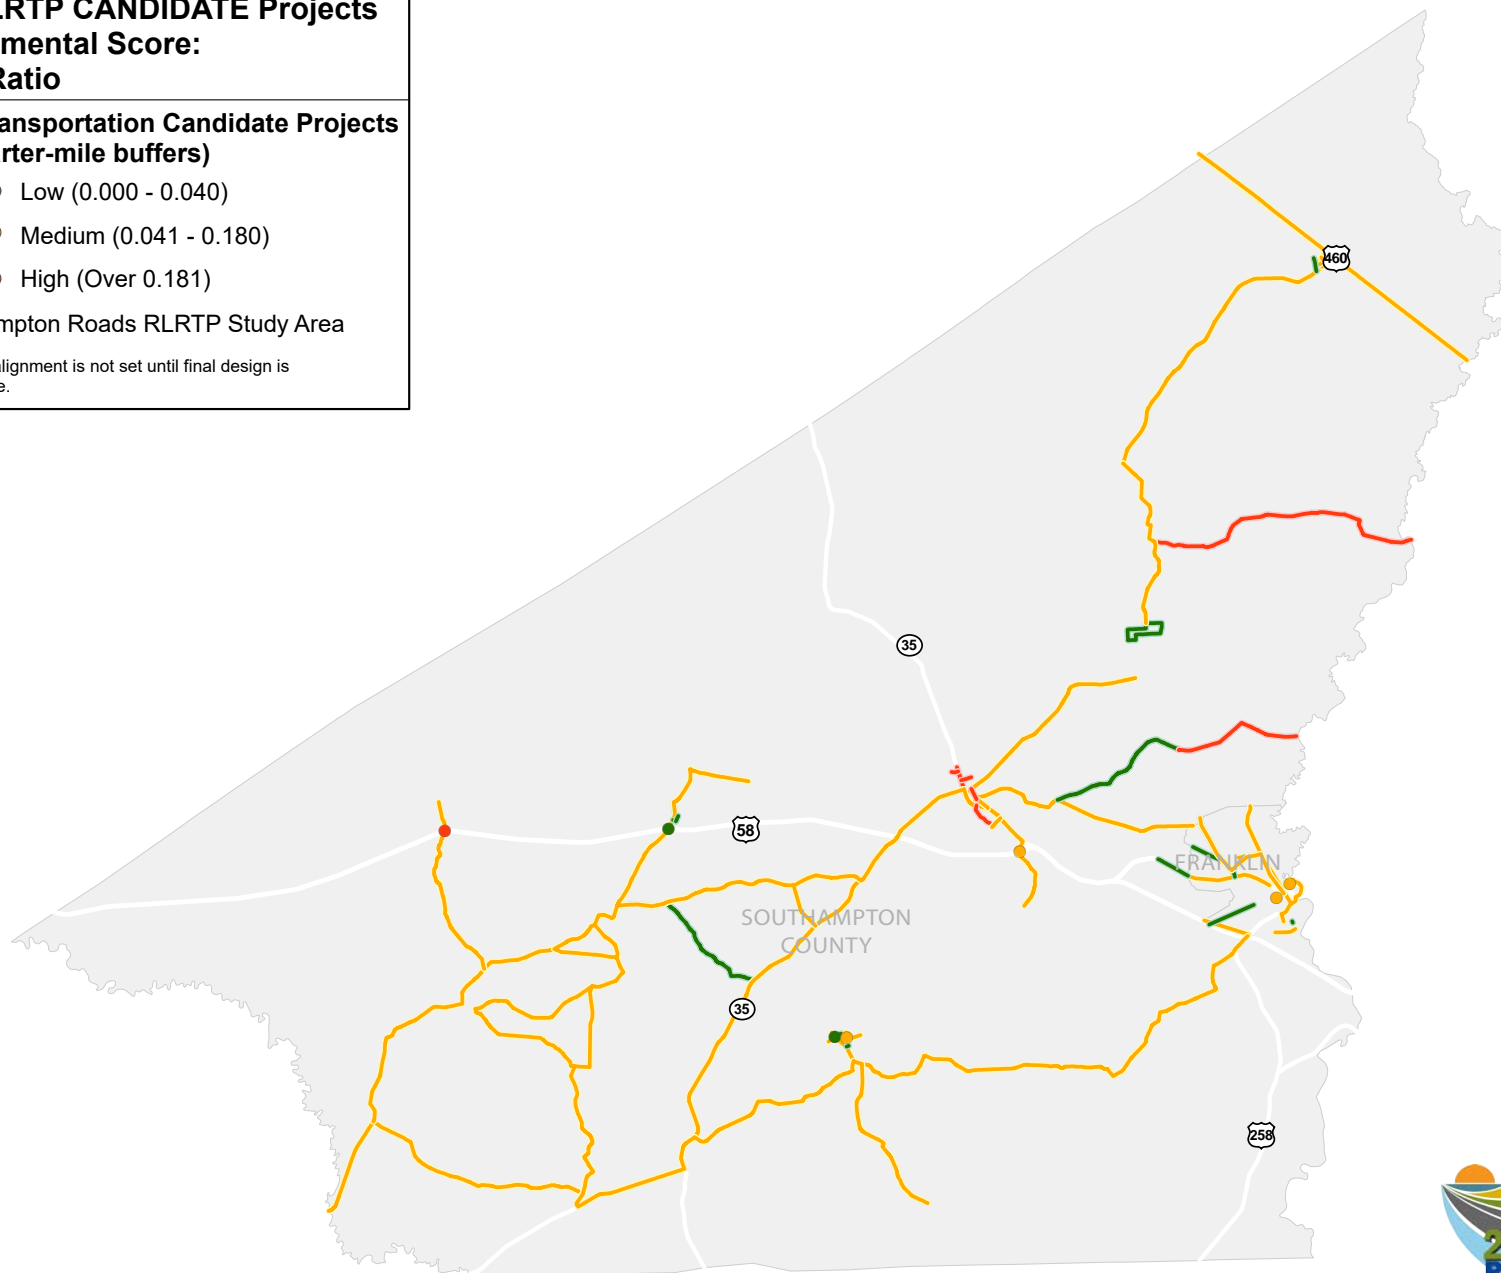 LRTP CANDIDATE Projects
mental Score:
Ratio
ansportation Candidate Projects
rter-mile buffers)
Low (0.000 - 0.040)
Medium (0.041 - 0.180)
High (Over 0.181)
mpton Roads RLRTP Study Area
alignment is not set until final design is
e.
460
35
58
FRANKLIN
SOUTHAMPTON
COUNTY
35
258
2